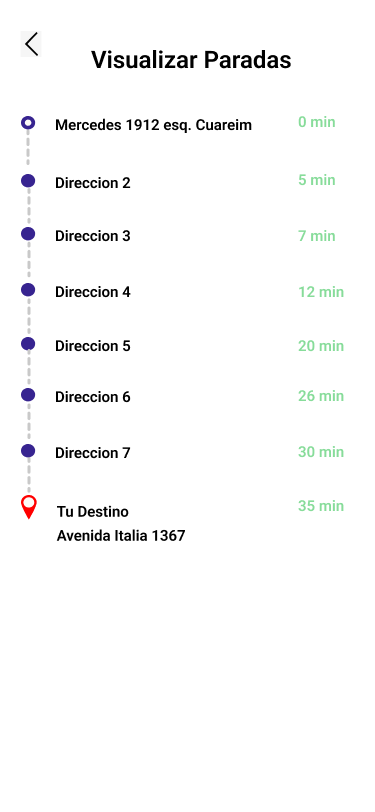 Visualizar Paradas
Mercedes 1912 esq. Cuareim 0 min
Direccion 2 5 min
Direccion 3 7 min
Direccion 4 12 min
Direccion 5 20 min
Direccion 6 26 min
Direccion 7 30 min
Tu Destino 35 min
Avenida Italia 1367